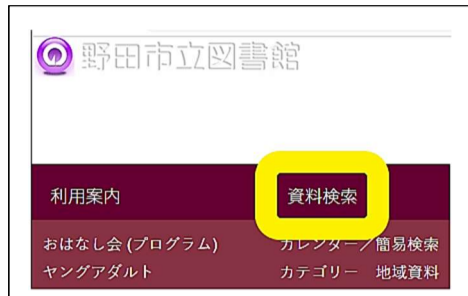 野田市立図書館
利用案内 資料検索
おはなし会(プログラム) カレンダー/簡易検索
ヤングアダルト カテゴリー 地域資料